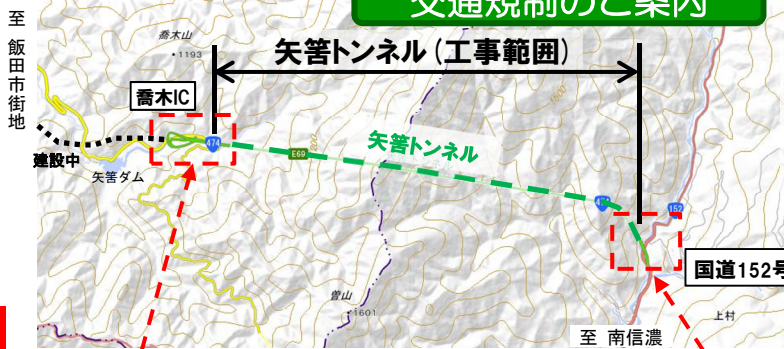 交通規制のご案内
至 飯田市街地
喬木山
・1193
矢筈トンネル(工事範囲)
喬木IC
474
建設中
矢筈ダム
E69
矢筈トンネル
152
国道152号
曽山
1601
上村
至 南信濃